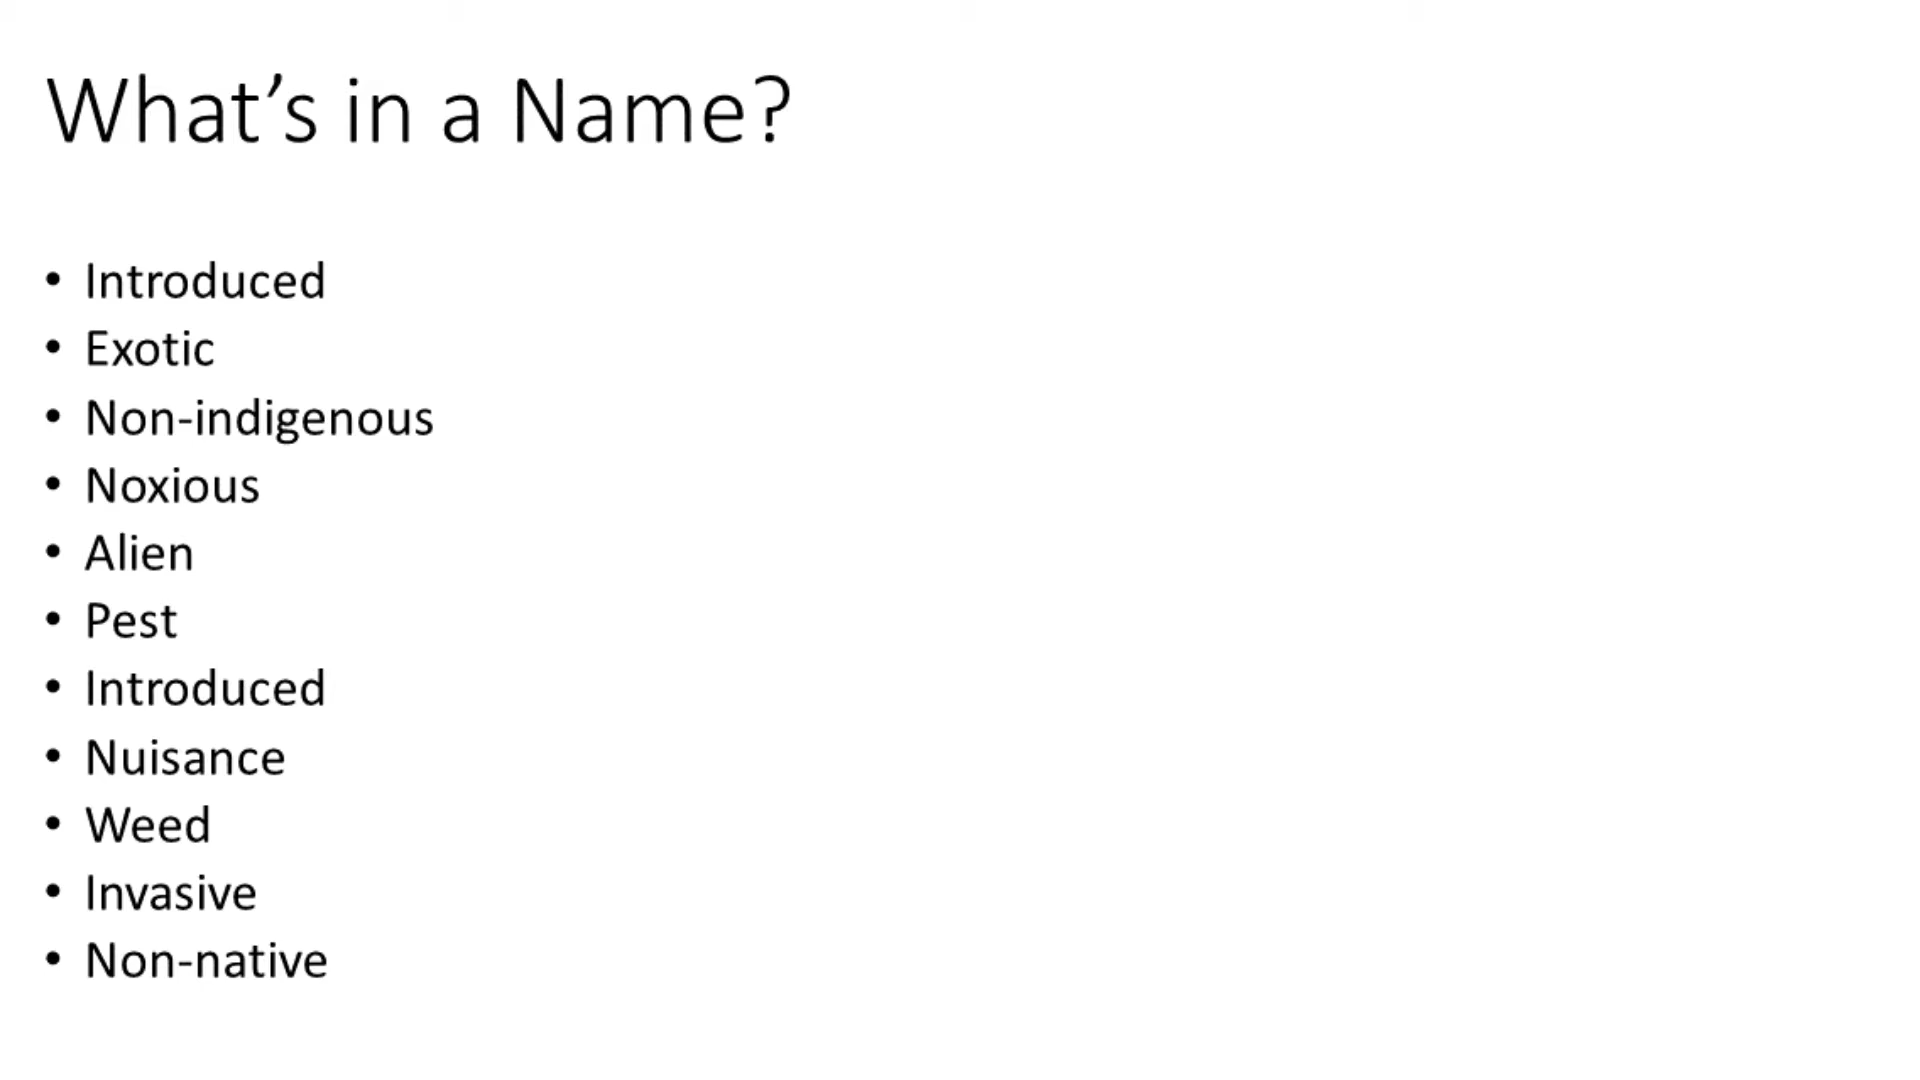 What’s in a Name?
• Introduced
• Exotic
• Non-indigenous
• Noxious
• Alien
• Pest
• Introduced
• Nuisance
• Weed
• Invasive
• Non-native